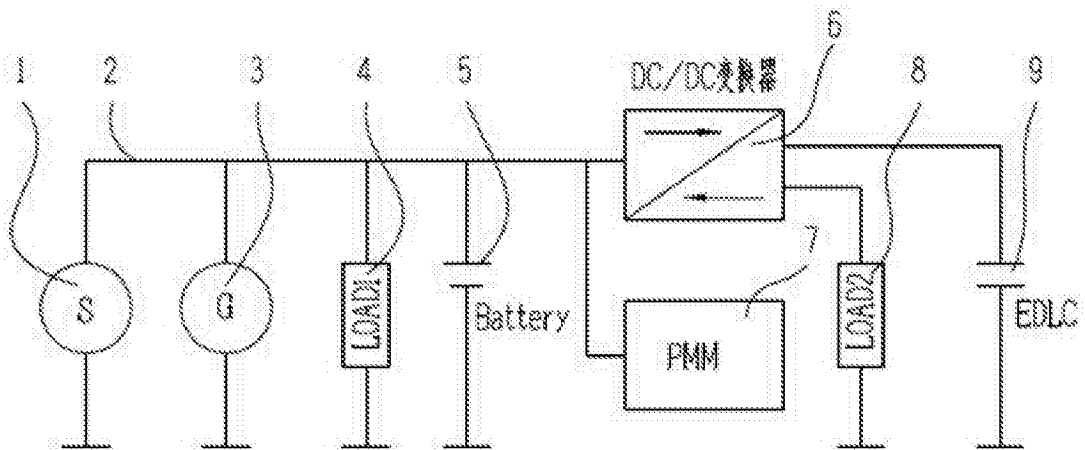 1 2 3 4 5 6 8 9
DC/DC变换器
7
S
G
LOAD1
Battery
PMM
LOAD2
EDLC